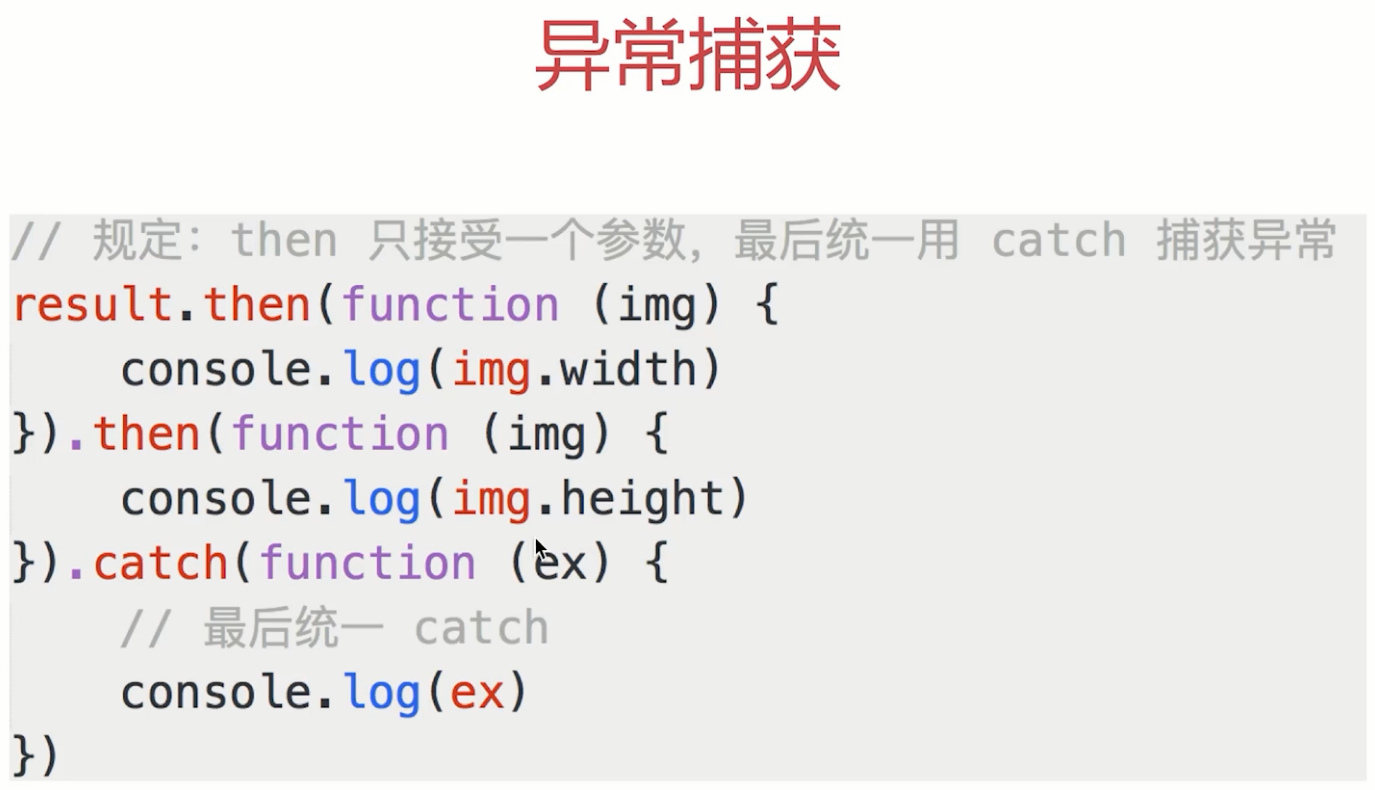 异常捕获
// 规定：then 只接受一个参数，最后统一用 catch 捕获异常
result.then(function (img) {
    console.log(img.width)
}).then(function (img) {
    console.log(img.height)
}).catch(function (ex) {
    // 最后统一 catch
    console.log(ex)
})